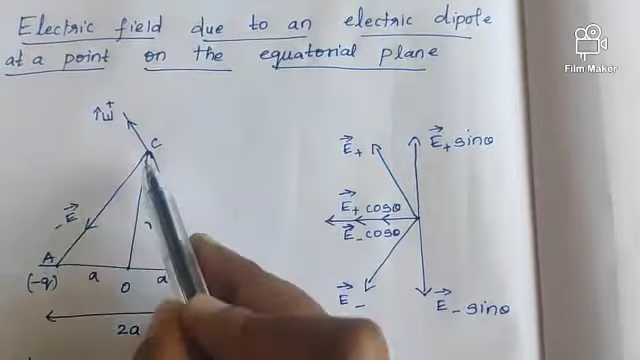 Electric field due to an electric dipole
at a point on the equatorial plane
Film Maker
E+
C
E-
A
(-q)
a
O
a
2a
E+
E+ sinθ
E+ cosθ
E- cosθ
E-
E- sinθ